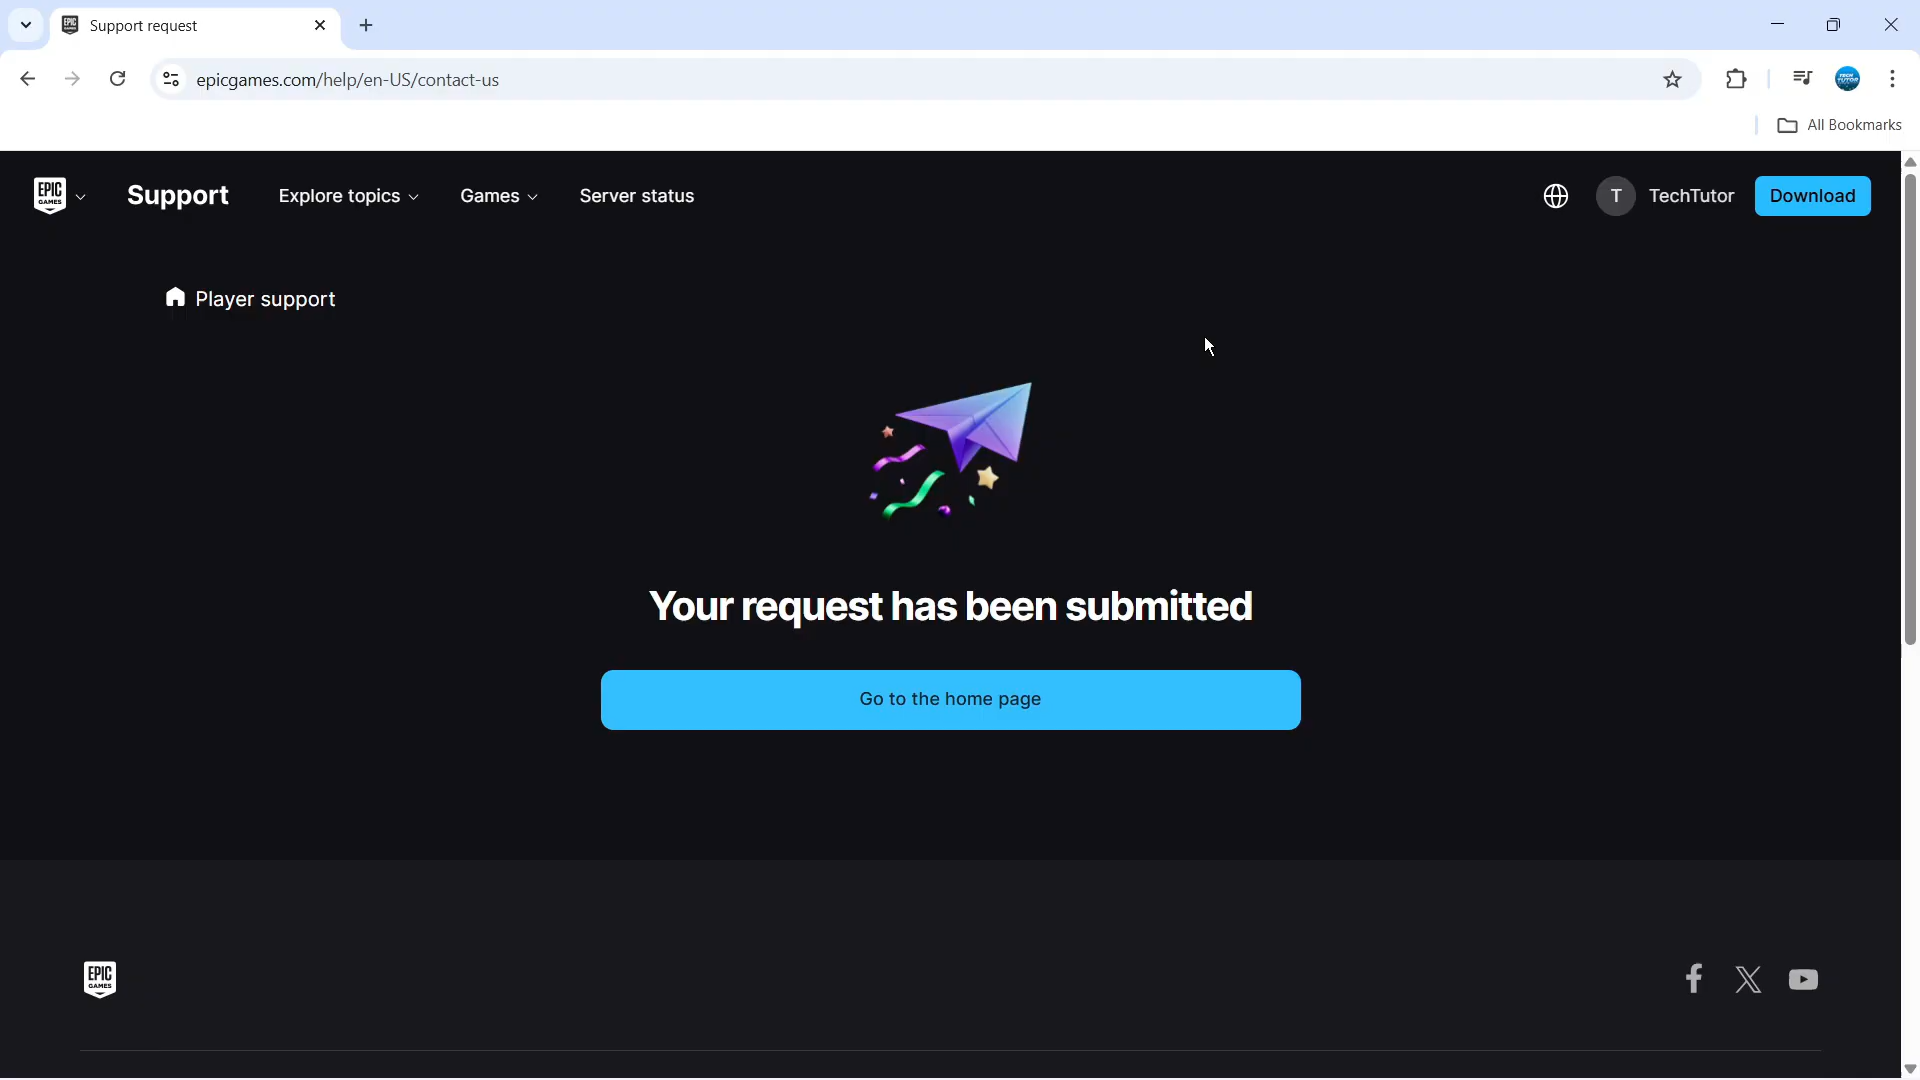 Support request
epicgames.com/help/en-US/contact-us
All Bookmarks
EPIC GAMES
Support
Explore topics
Games
Server status
T
TechTutor
Download
Player support
Your request has been submitted
Go to the home page
EPIC GAMES